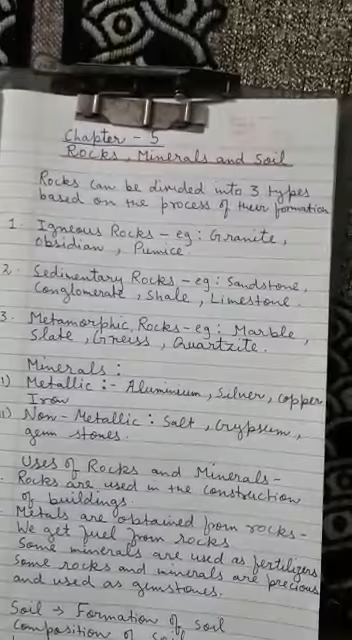 Chapter - 5
Rocks, Minerals and Soil
Rocks can be divided into 3 types
based on the process of their formation
1. Igneous Rocks - eg: Granite,
obsidian, Pumice.
2. Sedimentary Rocks - eg: Sandstone,
Conglomerate, Shale, Limestone.
3. Metamorphic Rocks - eg: Marble,
Slate, Gneiss, Quartzite.
Minerals:
i) Metallic :- Aluminium, Silver, copper
Iron
ii) Non-Metallic: Salt, Gypsum,
gem stones.
Uses of Rocks and Minerals -
Rocks are used in the construction
of buildings.
Metals are obtained from rocks -
We get fuel from rocks
Some minerals are used as fertilizers
Some rocks and minerals are precious
and used as gemstones.
Soil → Formation of soil
Composition of soil